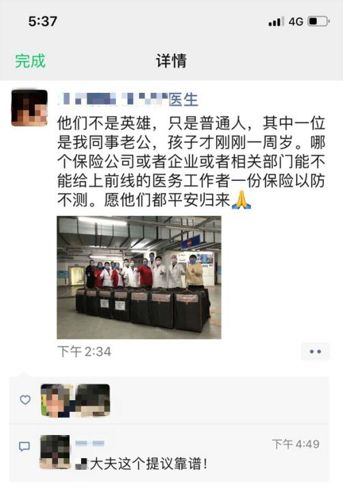 5:37
4G
完成
详情
医生
他们不是英雄，只是普通人，其中一位
是我同事老公，孩子才刚刚一周岁。哪
个保险公司或者企业或者相关部门能不
能给上前线的医务工作者一份保险以防
不测。愿他们都平安归来🙏
下午2:34
下午4:49
大夫这个提议靠谱！